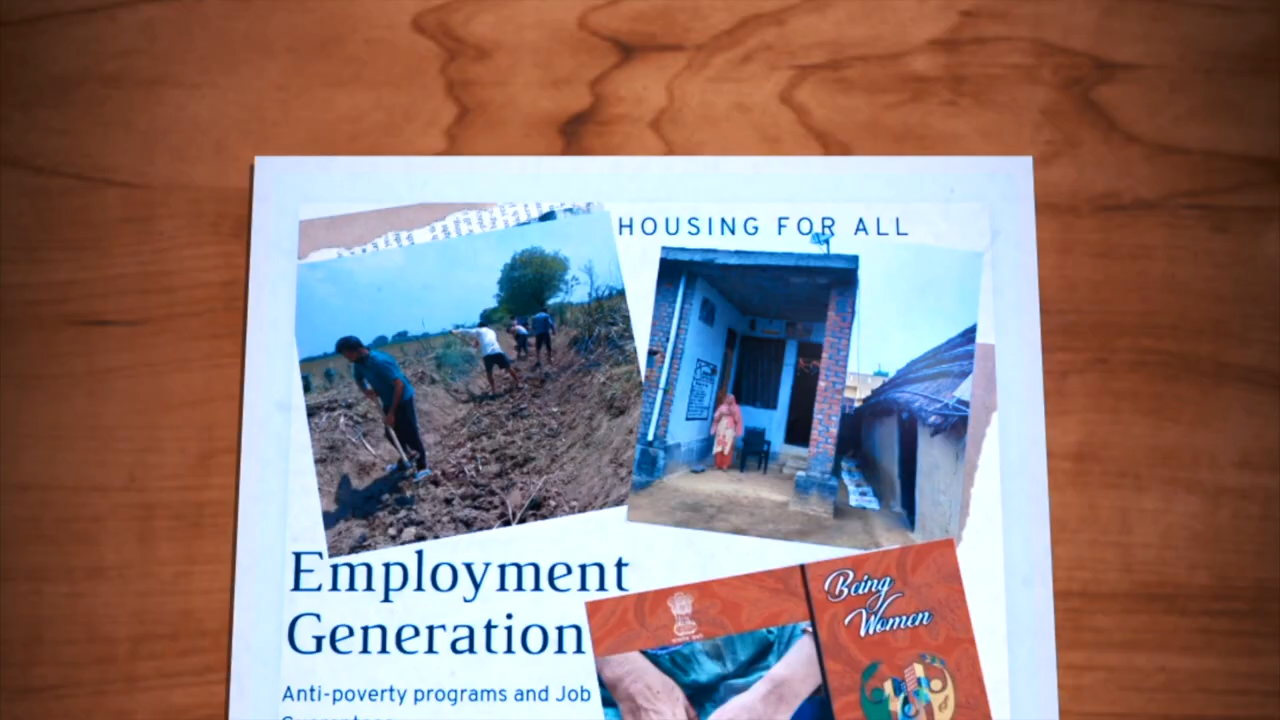 HOUSING FOR ALL
Employment
Generation
Being
Women
Anti-poverty programs and Job